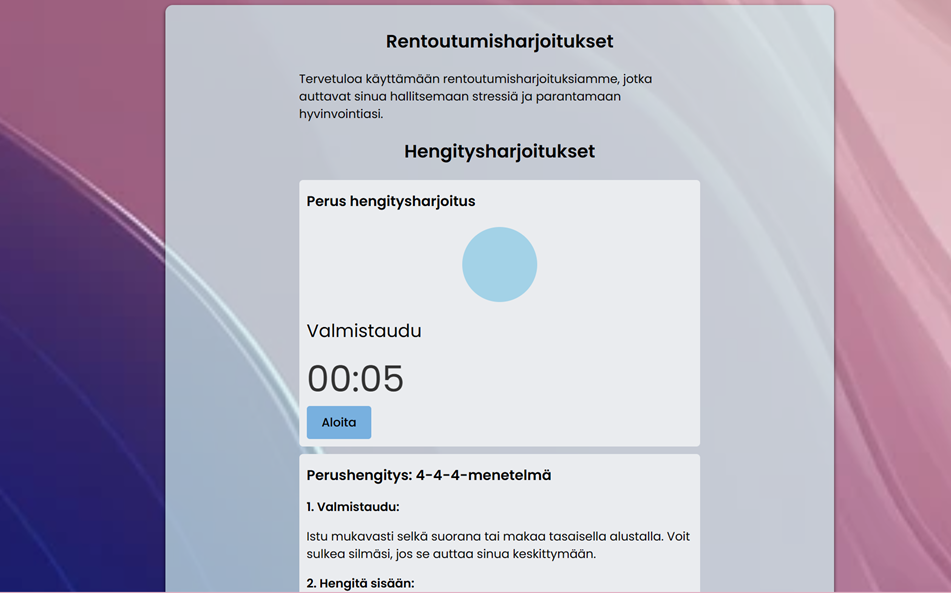 Rentoutumisharjoitukset
Tervetuloa käyttämään rentoutumisharjoituksiamme, jotka
auttavat sinua hallitsemaan stressiä ja parantamaan
hyvinvointiasi.
Hengitysharjoitukset
Perus hengitysharjoitus
Valmistaudu
00:05
Aloita
Perushengitys: 4-4-4-menetelmä
1. Valmistaudu:
Istu mukavasti selkä suorana tai makaa tasaisella alustalla. Voit
sulkea silmäsi, jos se auttaa sinua keskittymään.
2. Hengitä sisään: